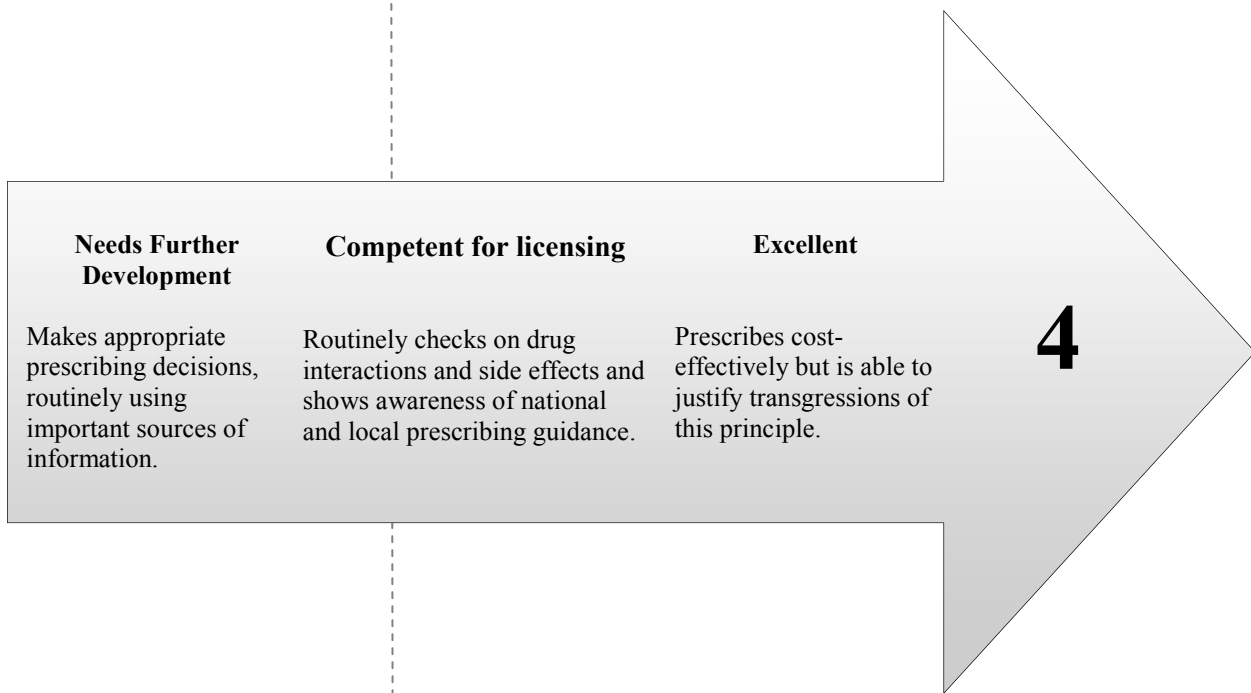 Needs Further
Development
Makes appropriate
prescribing decisions,
routinely using
important sources of
information.
Competent for licensing
Routinely checks on drug
interactions and side effects and
shows awareness of national
and local prescribing guidance.
Excellent
Prescribes cost-
effectively but is able to
justify transgressions of
this principle.
4